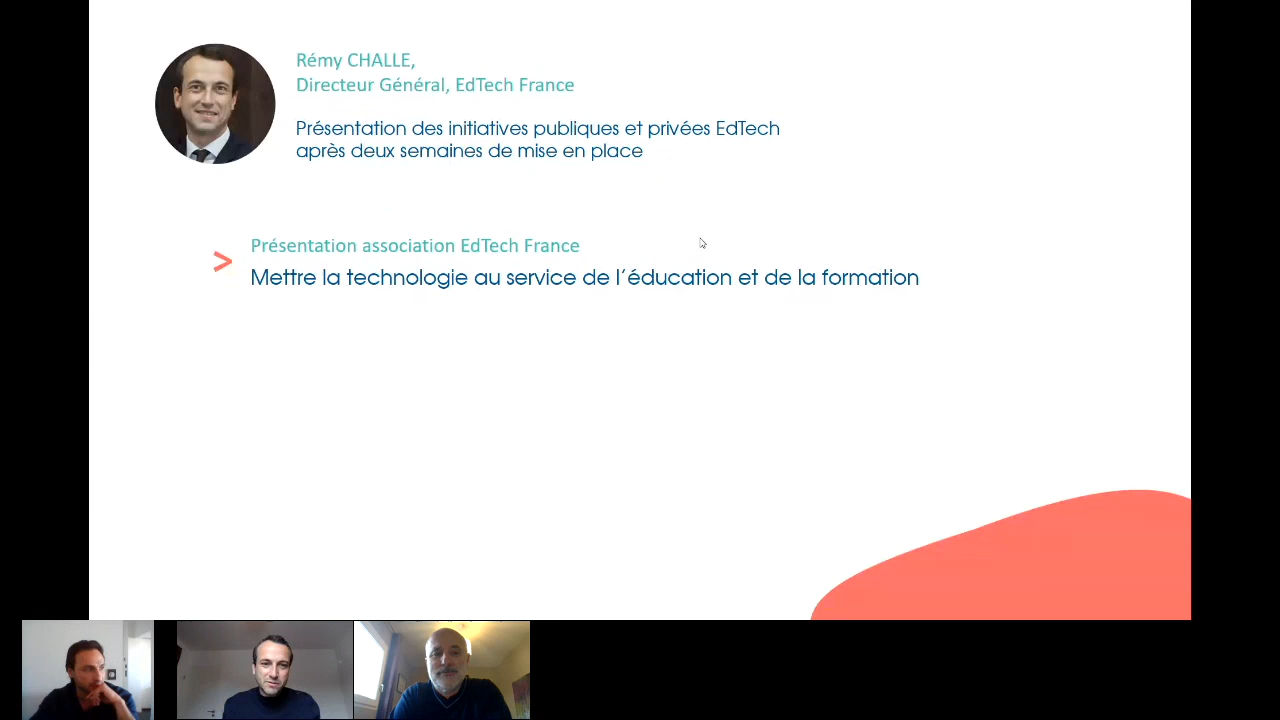 Rémy CHALLE,
Directeur Général, EdTech France
Présentation des initiatives publiques et privées EdTech
après deux semaines de mise en place
> Présentation association EdTech France
Mettre la technologie au service de l'éducation et de la formation